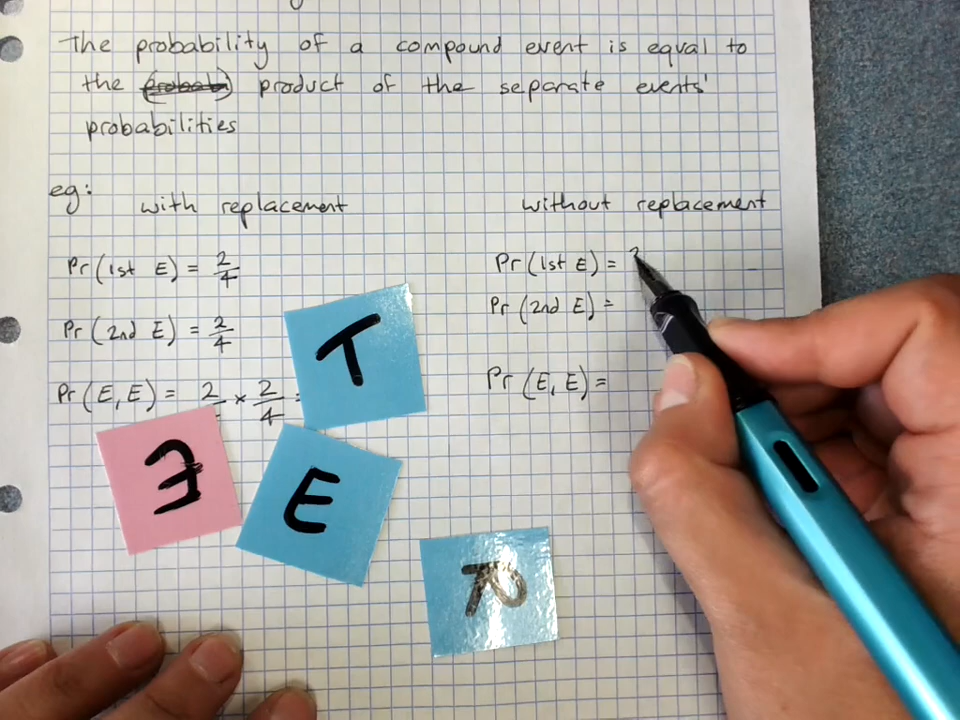 The probability of a compound event is equal to
the product of the separate events'
probabilities
eg:
with replacement
Pr (1st E) = 2/4
Pr (2nd E) = 2/4
Pr (E, E) = 2/ × 2/4
without replacement
Pr (1st E) =
Pr (2nd E) =
Pr (E, E) =
T
E
E